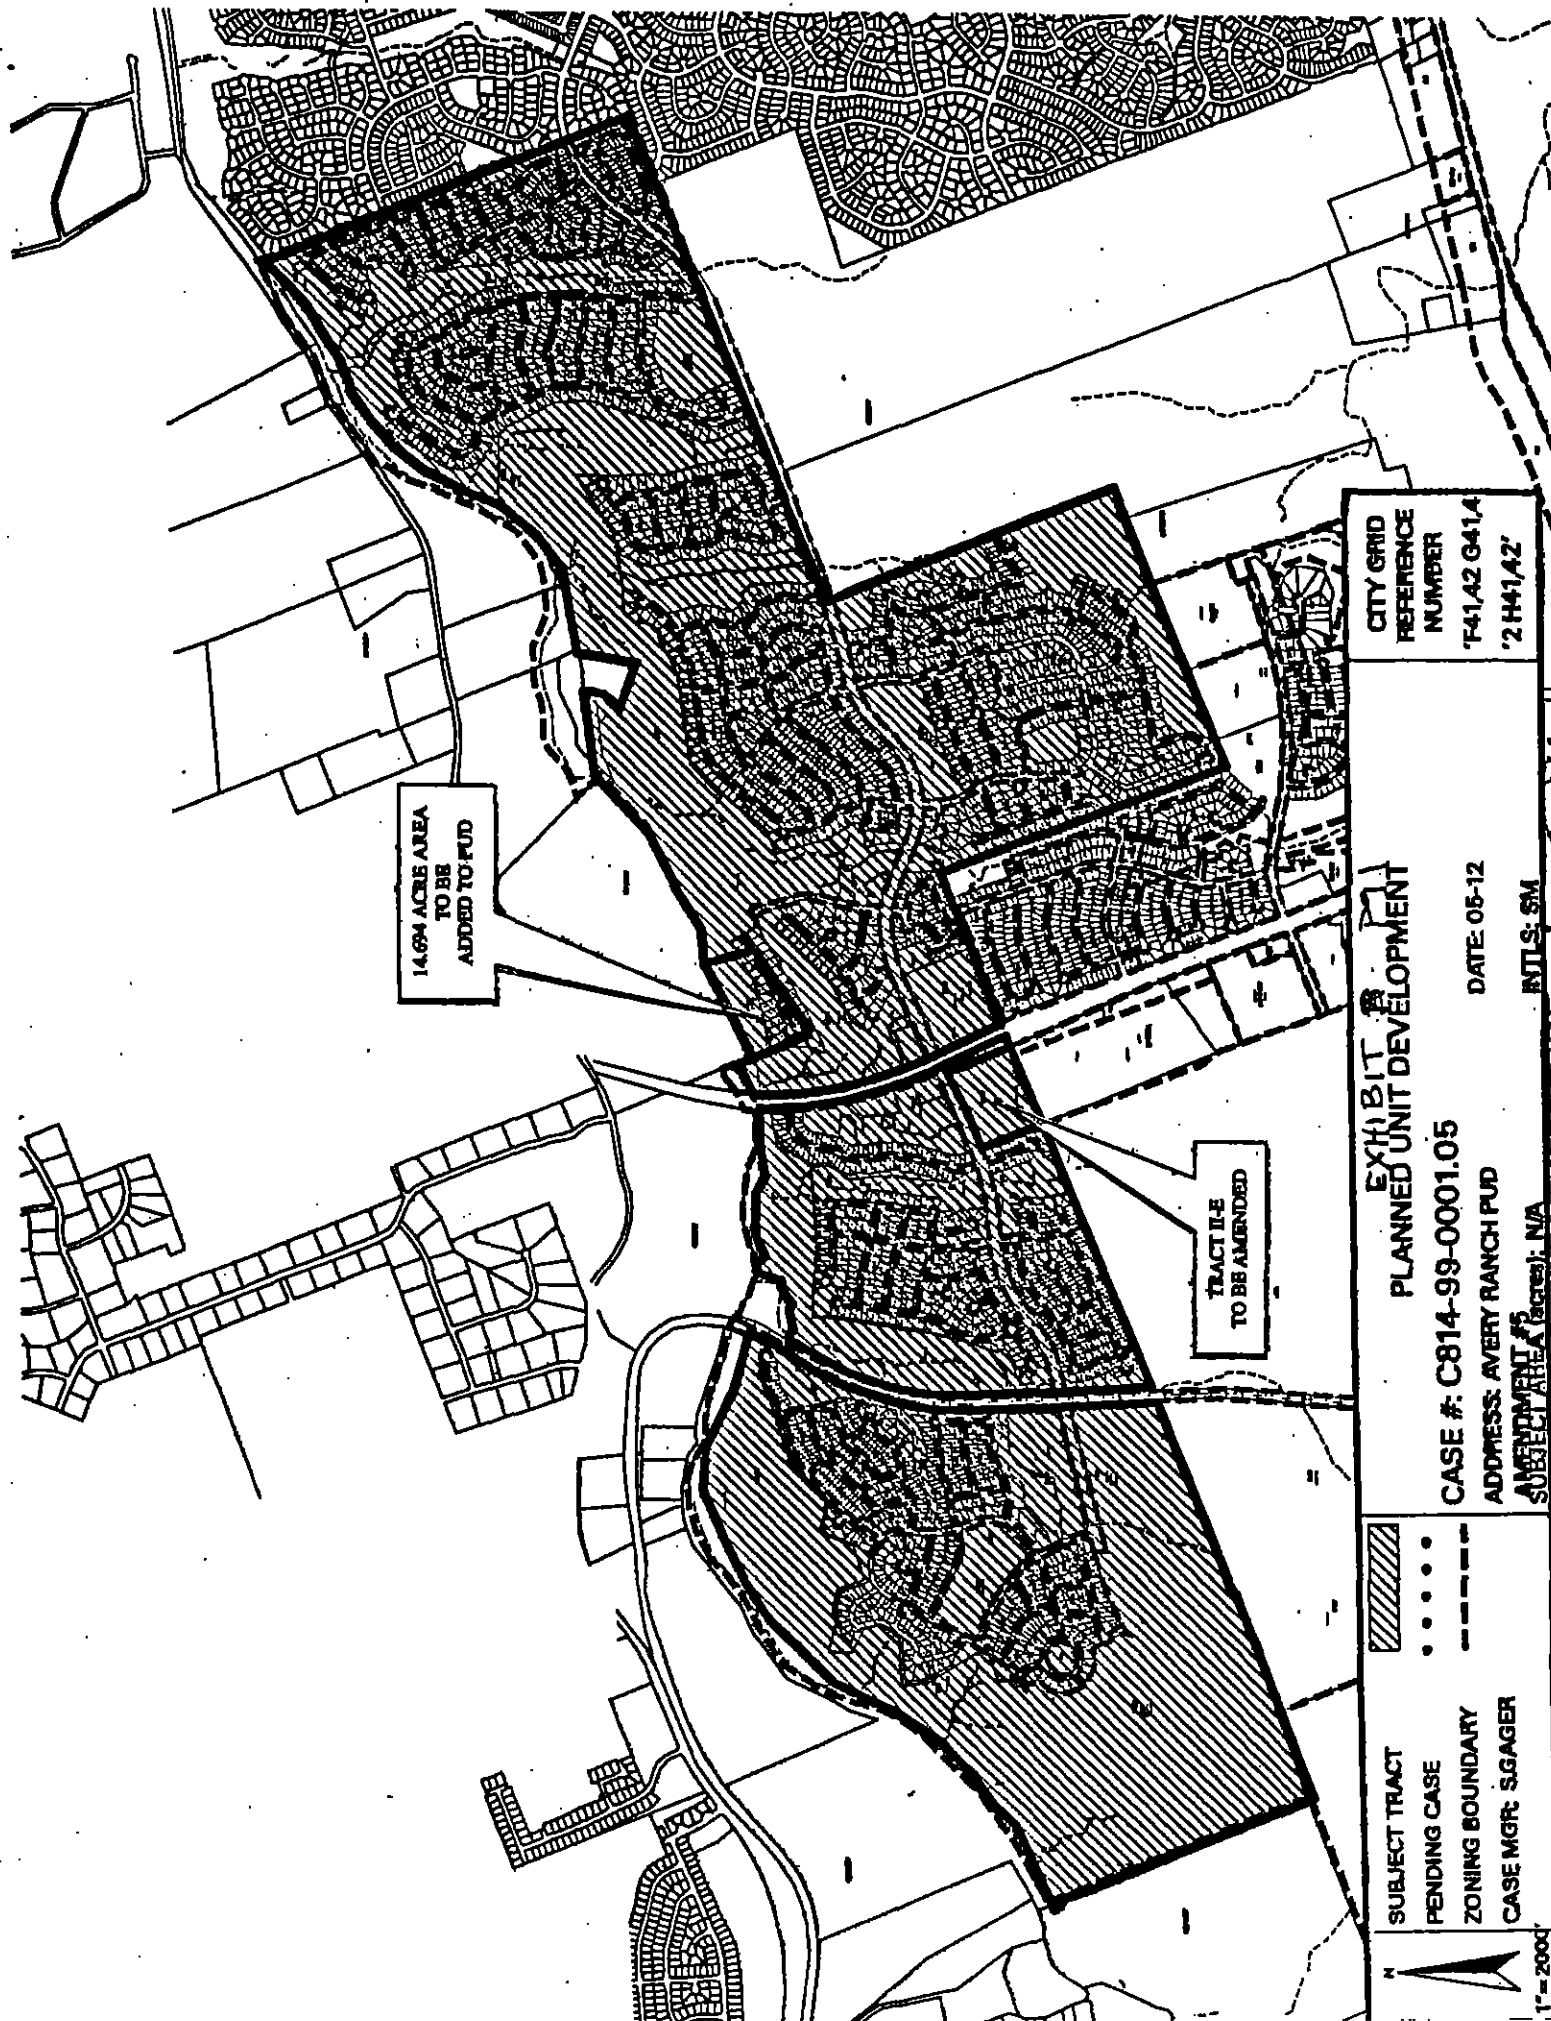 14.694 ACRE AREA
TO BE
ADDED TO PUD
TRACT II-E
TO BE AMENDED
N
1"=2000'
SUBJECT TRACT
PENDING CASE
ZONING BOUNDARY
CASE MGR: S.GAGER
EXHIBIT B
PLANNED UNIT DEVELOPMENT
CASE #: C814-99-0001.05
ADDRESS: AVERY RANCH PUD
AMENDMENT #5
SUBJECT AREA (acres): N/A
DATE: 05-12
INTLS: SM
CITY GRID
REFERENCE
NUMBER
'F41,42 G41,4
'2 H41,42'